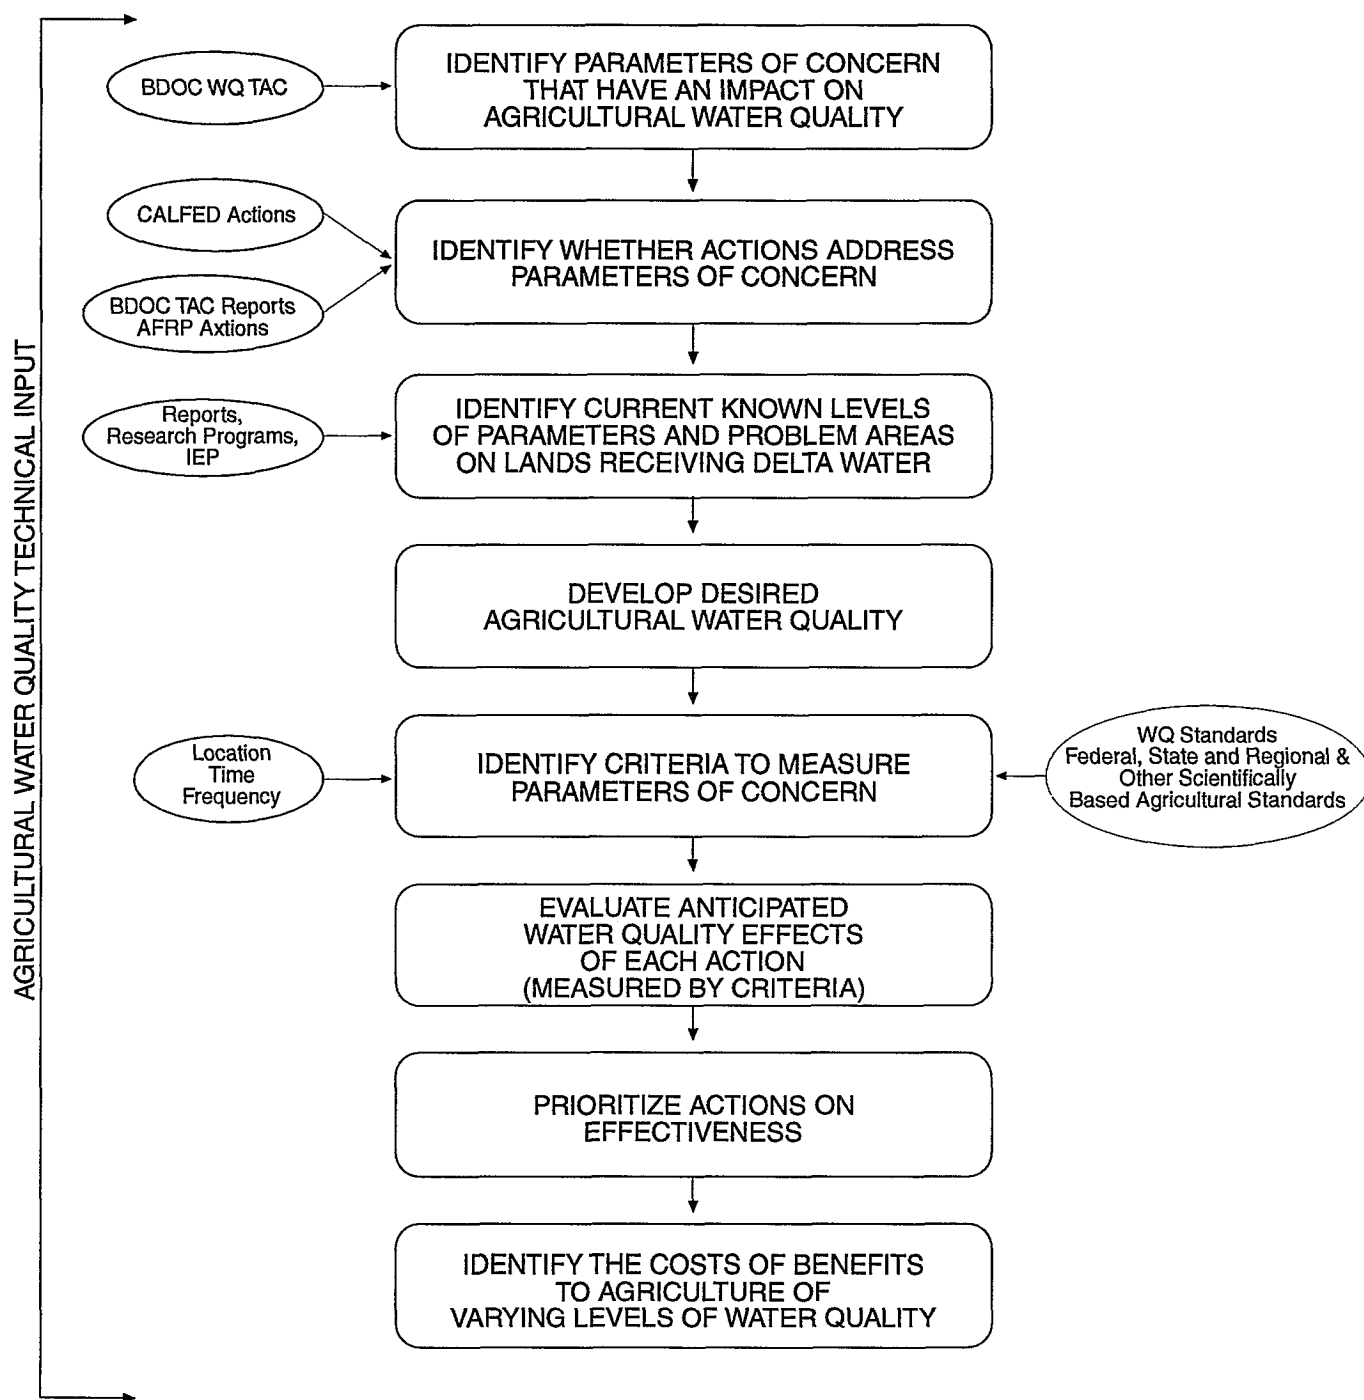 AGRICULTURAL WATER QUALITY TECHNICAL INPUT
BDOC WQ TAC
IDENTIFY PARAMETERS OF CONCERN
THAT HAVE AN IMPACT ON
AGRICULTURAL WATER QUALITY
CALFED Actions
BDOC TAC Reports
AFRP Axtions
IDENTIFY WHETHER ACTIONS ADDRESS
PARAMETERS OF CONCERN
Reports,
Research Programs,
IEP
IDENTIFY CURRENT KNOWN LEVELS
OF PARAMETERS AND PROBLEM AREAS
ON LANDS RECEIVING DELTA WATER
DEVELOP DESIRED
AGRICULTURAL WATER QUALITY
Location
Time
Frequency
IDENTIFY CRITERIA TO MEASURE
PARAMETERS OF CONCERN
WQ Standards
Federal, State and Regional &
Other Scientifically
Based Agricultural Standards
EVALUATE ANTICIPATED
WATER QUALITY EFFECTS
OF EACH ACTION
(MEASURED BY CRITERIA)
PRIORITIZE ACTIONS ON
EFFECTIVENESS
IDENTIFY THE COSTS OF BENEFITS
TO AGRICULTURE OF
VARYING LEVELS OF WATER QUALITY